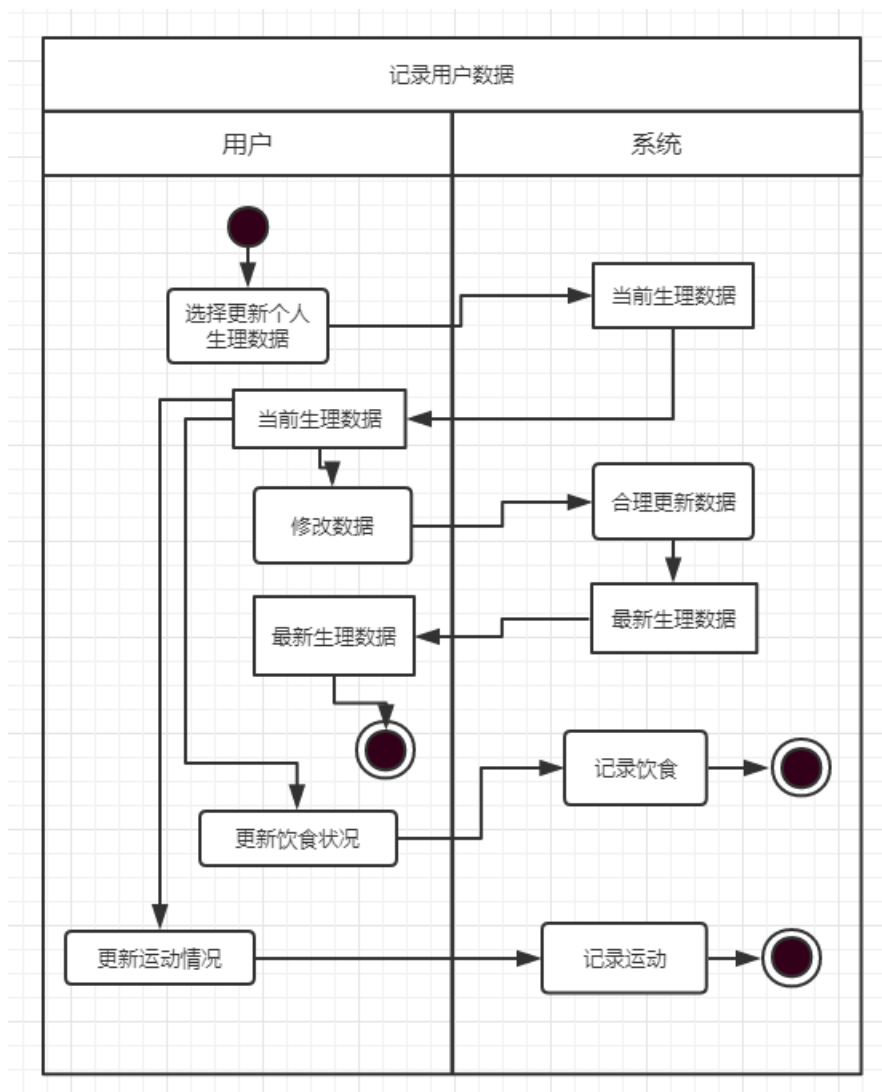 记录用户数据
用户
系统
选择更新个人
生理数据
当前生理数据
当前生理数据
修改数据
合理更新数据
最新生理数据
最新生理数据
记录饮食
更新饮食状况
更新运动情况
记录运动